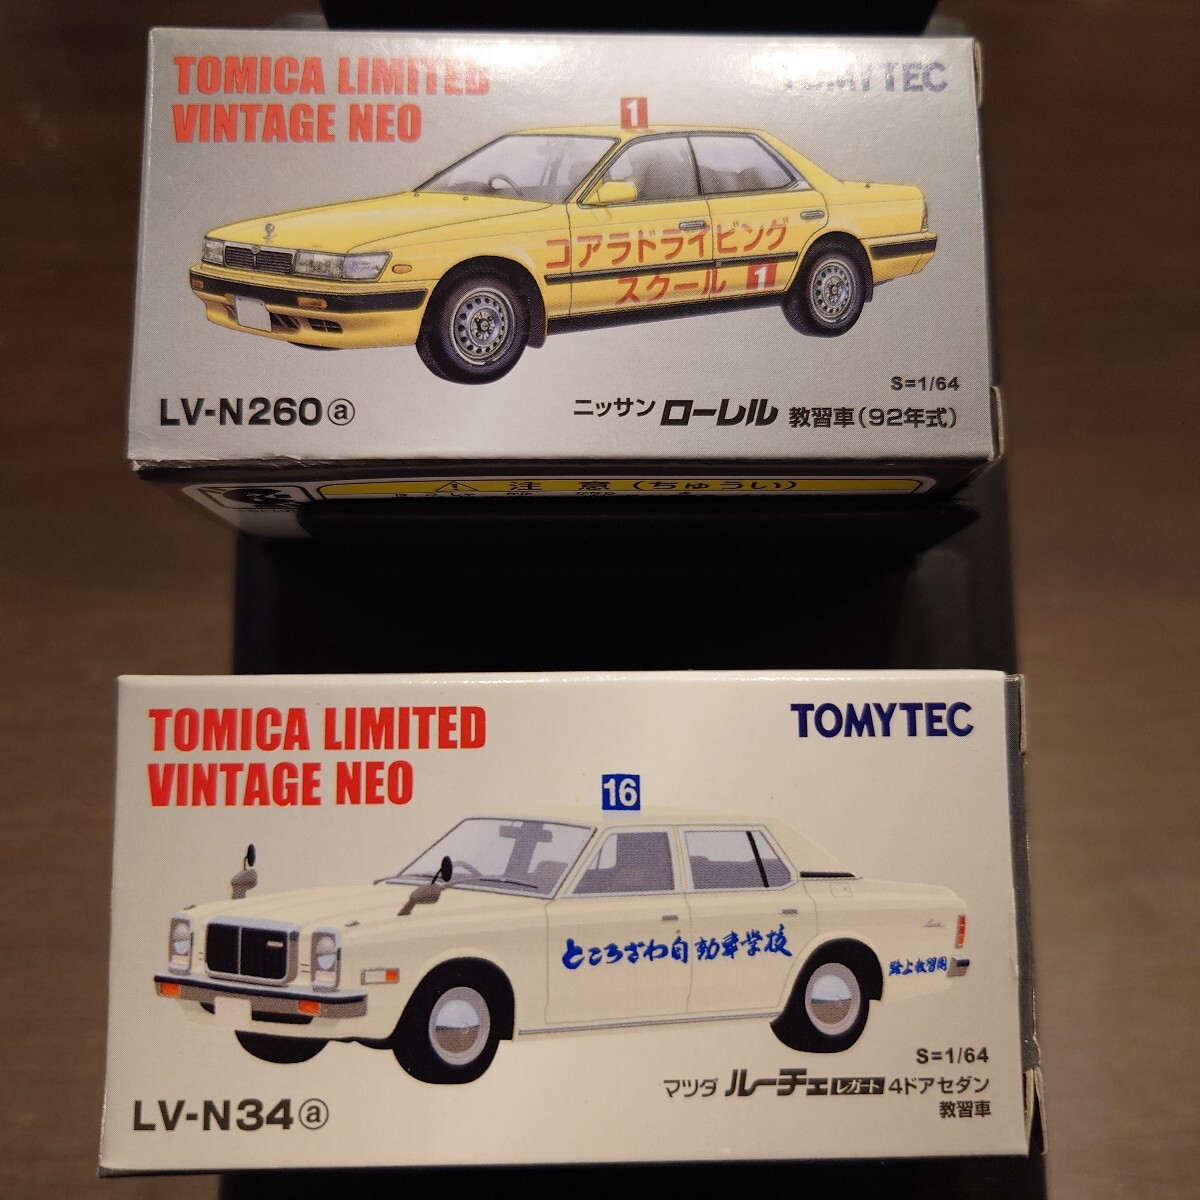 TOMICA LIMITED
VINTAGE NEO
TOMYTEC
1
コアラドライビング
スクール 1
S=1/64
LV-N260ⓐ
ニッサン ローレル 教習車(92年式)
注意(ちゅうい)
TOMICA LIMITED
VINTAGE NEO
TOMYTEC
16
ところざわ自動車学校
路上教習用
S=1/64
マツダ ルーチェ レガート 4ドアセダン
教習車
LV-N34ⓐ